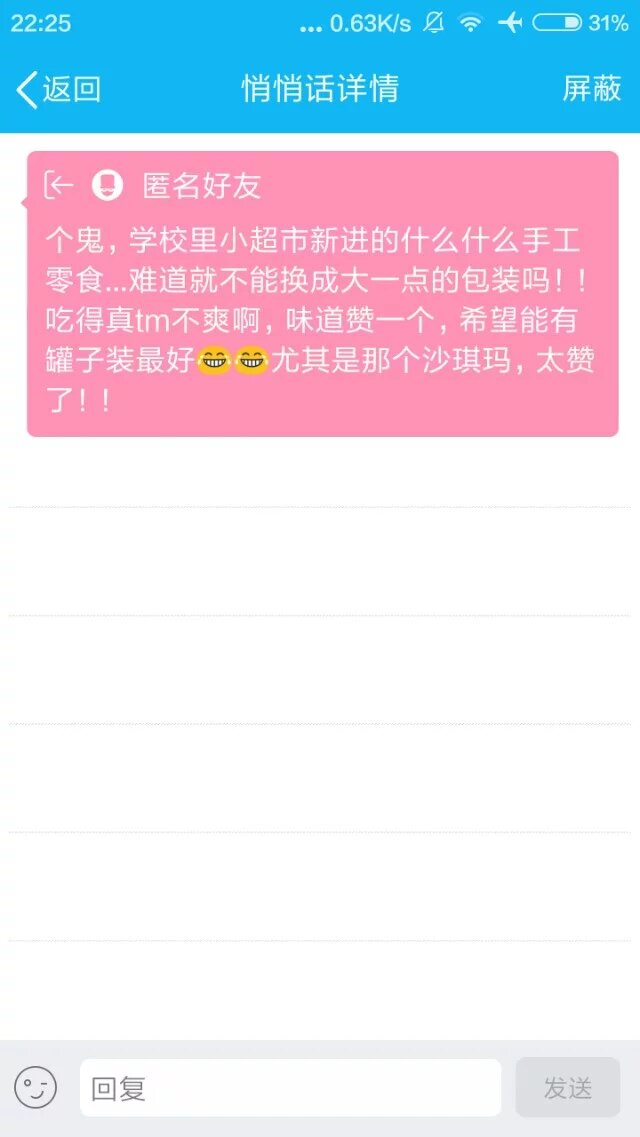 22:25
... 0.63K/s
31%
返回
悄悄话详情
屏蔽
匿名好友
个鬼，学校里小超市新进的什么什么手工
零食...难道就不能换成大一点的包装吗！！
吃得真tm不爽啊，味道赞一个，希望能有
罐子装最好😂😂尤其是那个沙琪玛，太赞
了！！
回复
发送